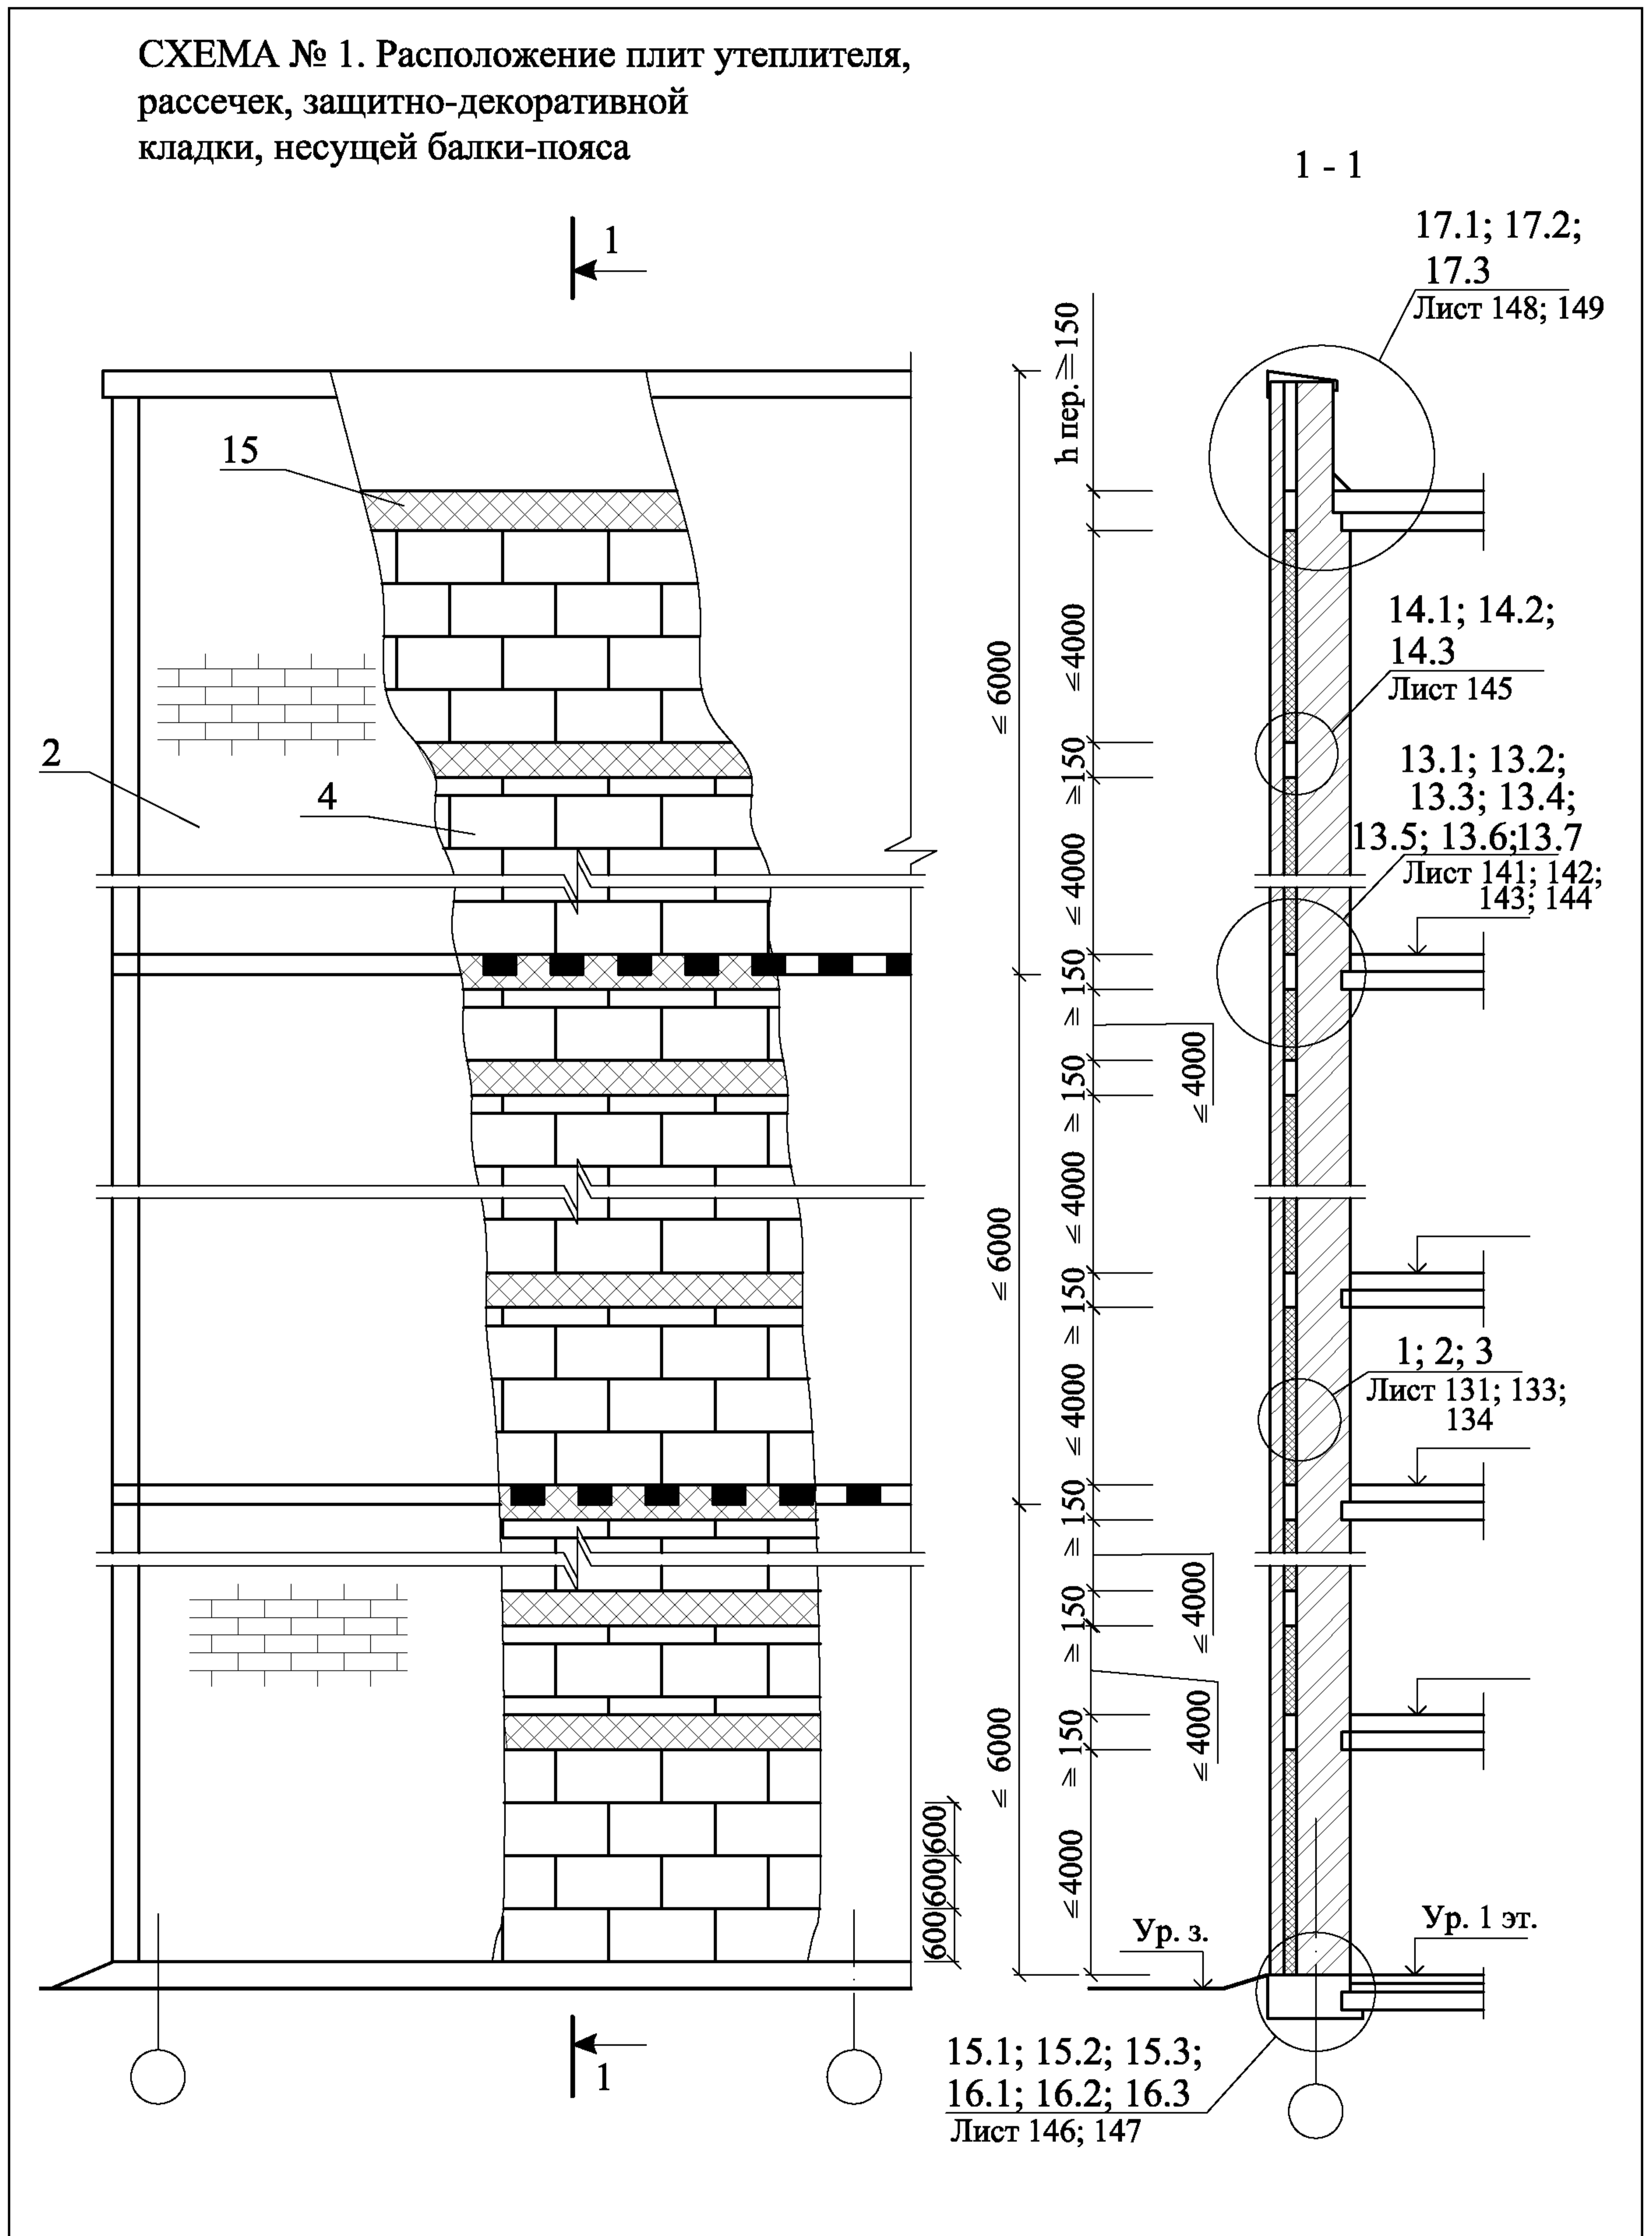 СХЕМА № 1. Расположение плит утеплителя,
рассечек, защитно-декоративной
кладки, несущей балки-пояса
1 - 1
1
17.1; 17.2;
17.3
Лист 148; 149
h пер. ≥150
15
≤ 6000
≤4000
14.1; 14.2;
14.3
Лист 145
2
4
≥150
13.1; 13.2;
13.3; 13.4;
13.5; 13.6;13.7
Лист 141; 142;
143; 144
≤ 4000
≥ 150
≥ 150
≤ 4000
≤ 4000
≤ 6000
≥ 150
1; 2; 3
Лист 131; 133;
134
≤ 4000
≥ 150
≥ 150
≤ 4000
≤ 4000
≥ 150
≤ 6000
≤4000
600
600
600
Ур. з.
Ур. 1 эт.
1
15.1; 15.2; 15.3;
16.1; 16.2; 16.3
Лист 146; 147